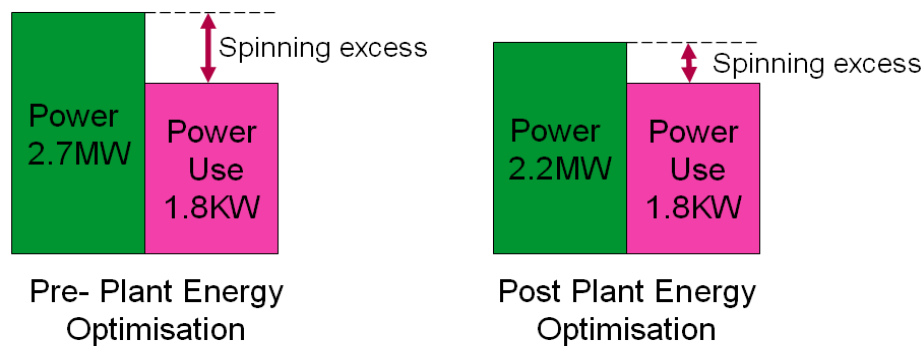 Spinning excess
Power
2.7MW
Power
Use
1.8KW
Pre- Plant Energy
Optimisation
Spinning excess
Power
2.2MW
Power
Use
1.8KW
Post Plant Energy
Optimisation